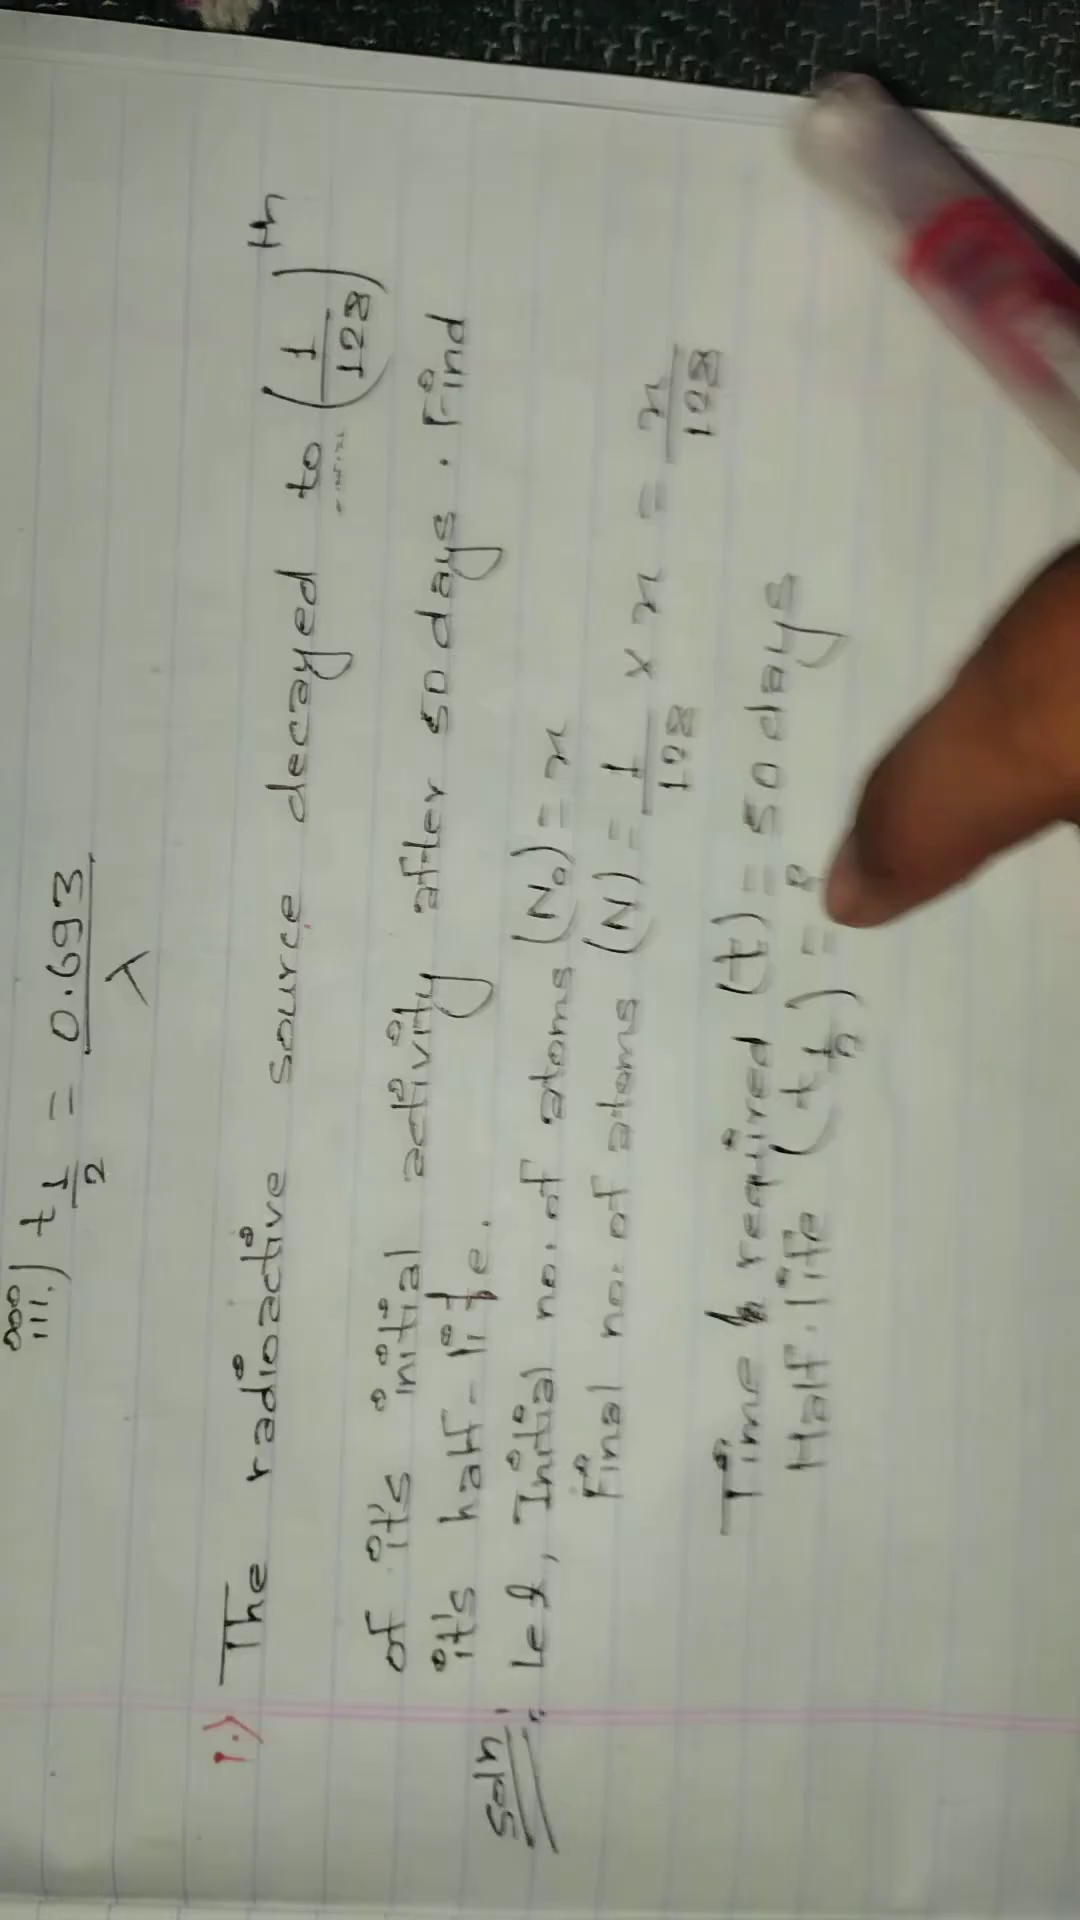 iii.) t 1/2 = 0.693/λ
1.) The radioactive source decayed to (1/128)th
of it's initial activity after 50 days. Find
it's half-life.
Soln: Let, Initial no. of atoms (N₀) = x
Final no. of atoms (N) = 1/128 × x = x/128
Time required (t) = 50 days
Half-life (t 1/2) = ?